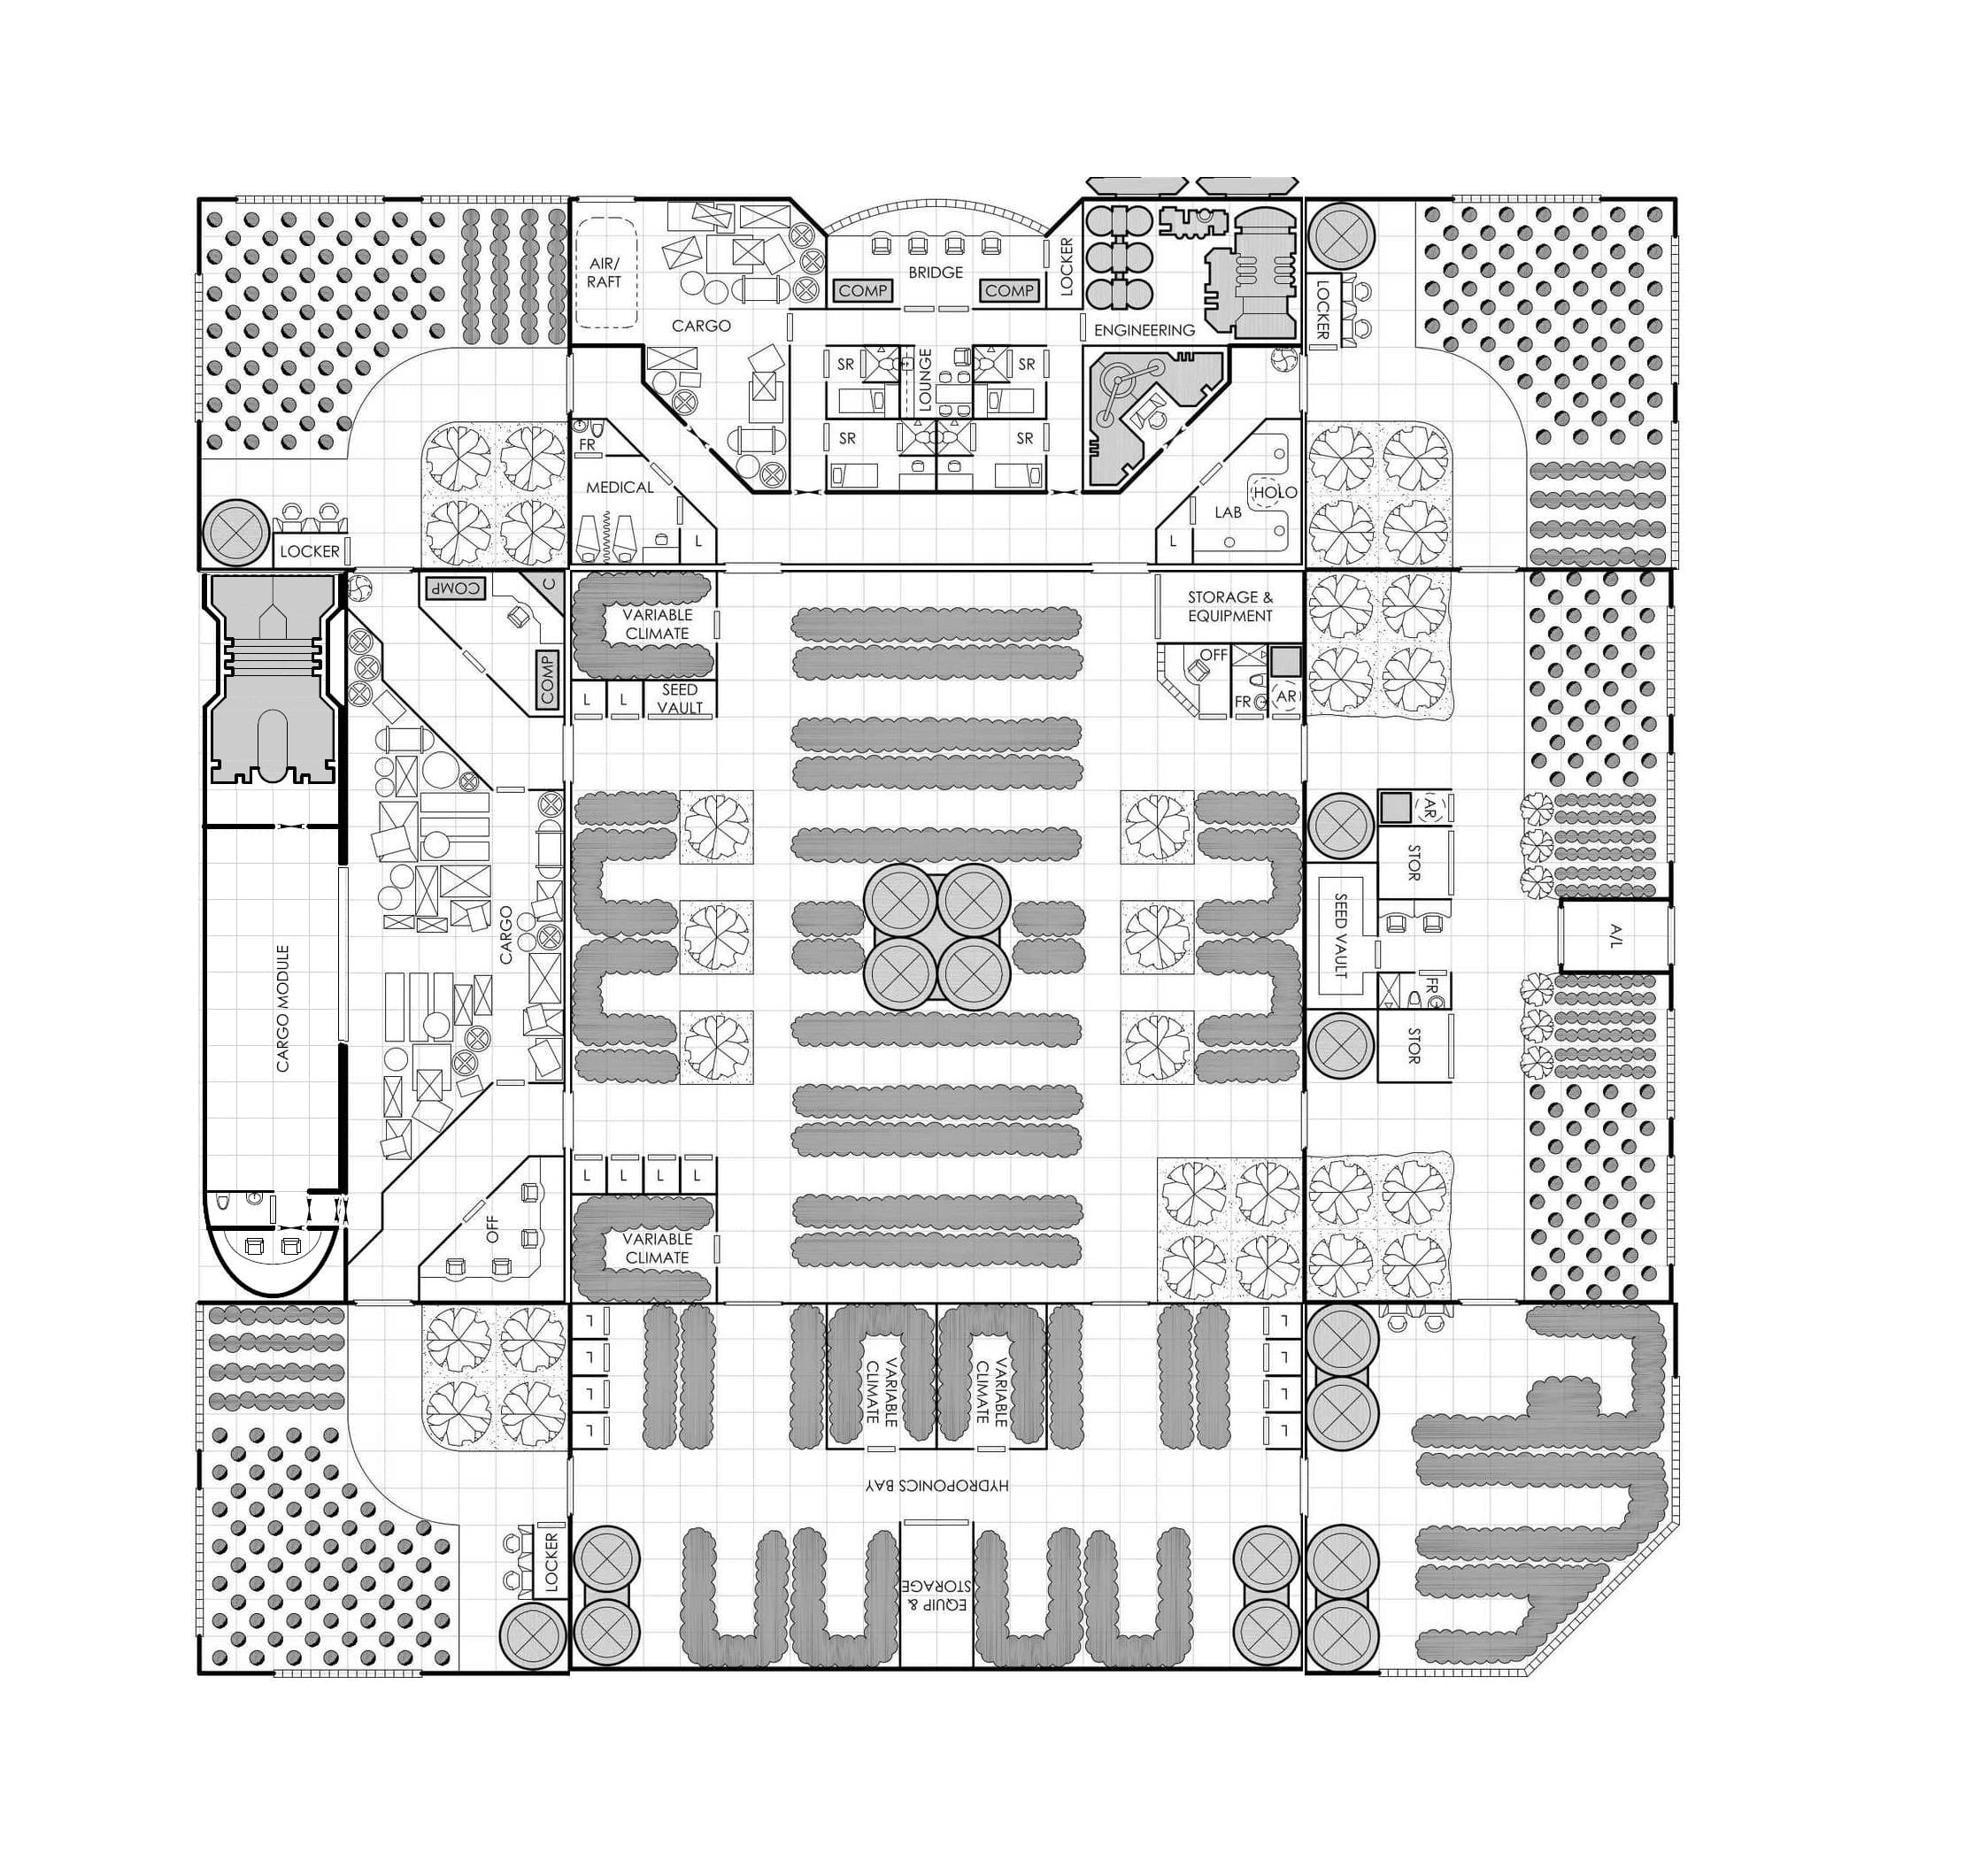 AIR/
RAFT
CARGO
BRIDGE
COMP
COMP
LOCKER
ENGINEERING
SR
SR
LOUNGE
SR
SR
FR
MEDICAL
L
HOLO
LAB
L
LOCKER
LOCKER
COMP
C
COMP
VARIABLE
CLIMATE
L
L
SEED
VAULT
STORAGE &
EQUIPMENT
OFF
FR
AR
AR
STOR
SEED VAULT
A/L
FR
STOR
CARGO MODULE
CARGO
OFF
L
L
L
L
VARIABLE
CLIMATE
L
L
L
L
VARIABLE
CLIMATE
VARIABLE
CLIMATE
L
L
L
L
HYDROPONICS BAY
LOCKER
EQUIP &
STORAGE